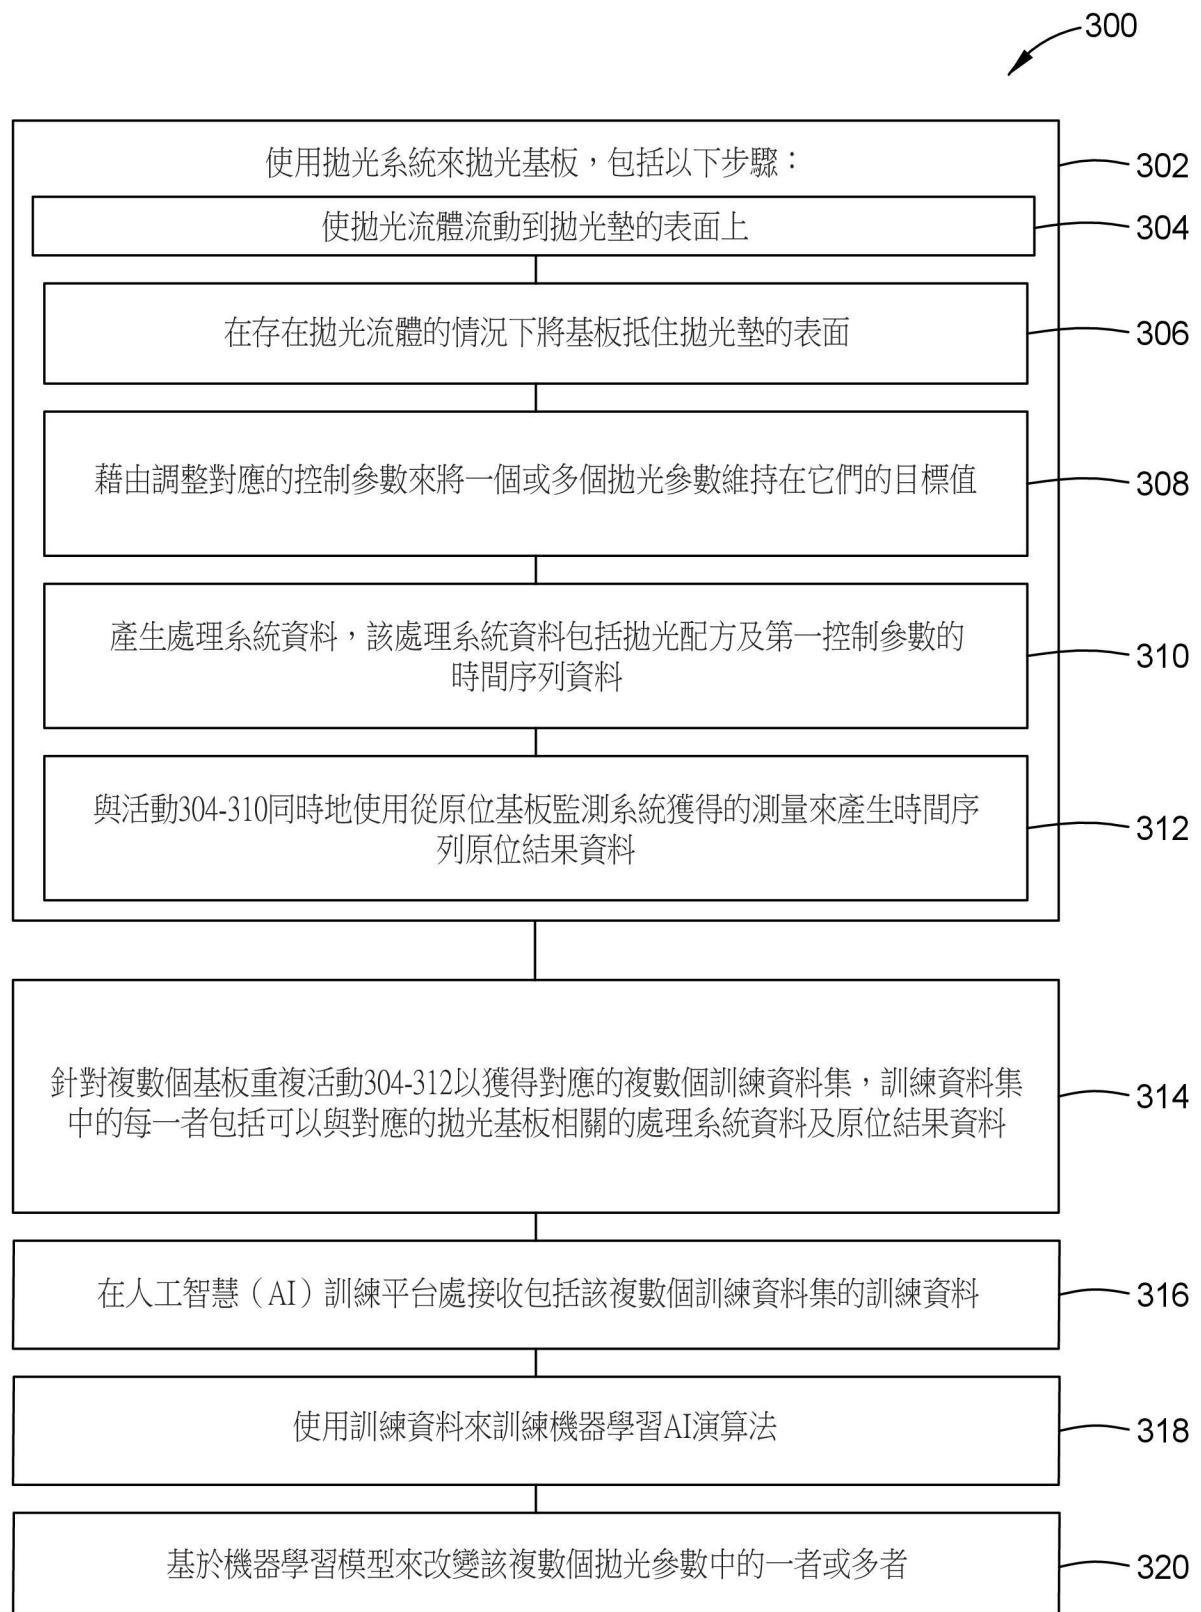 300
使用拋光系統來拋光基板，包括以下步驟：
302
使拋光流體流動到拋光墊的表面上
304
在存在拋光流體的情況下將基板抵住拋光墊的表面
306
藉由調整對應的控制參數來將一個或多個拋光參數維持在它們的目標值
308
產生處理系統資料，該處理系統資料包括拋光配方及第一控制參數的
時間序列資料
310
與活動304-310同時地使用從原位基板監測系統獲得的測量來產生時間序
列原位結果資料
312
針對複數個基板重複活動304-312以獲得對應的複數個訓練資料集，訓練資料集
中的每一者包括可以與對應的拋光基板相關的處理系統資料及原位結果資料
314
在人工智慧（AI）訓練平台處接收包括該複數個訓練資料集的訓練資料
316
使用訓練資料來訓練機器學習AI演算法
318
基於機器學習模型來改變該複數個拋光參數中的一者或多者
320